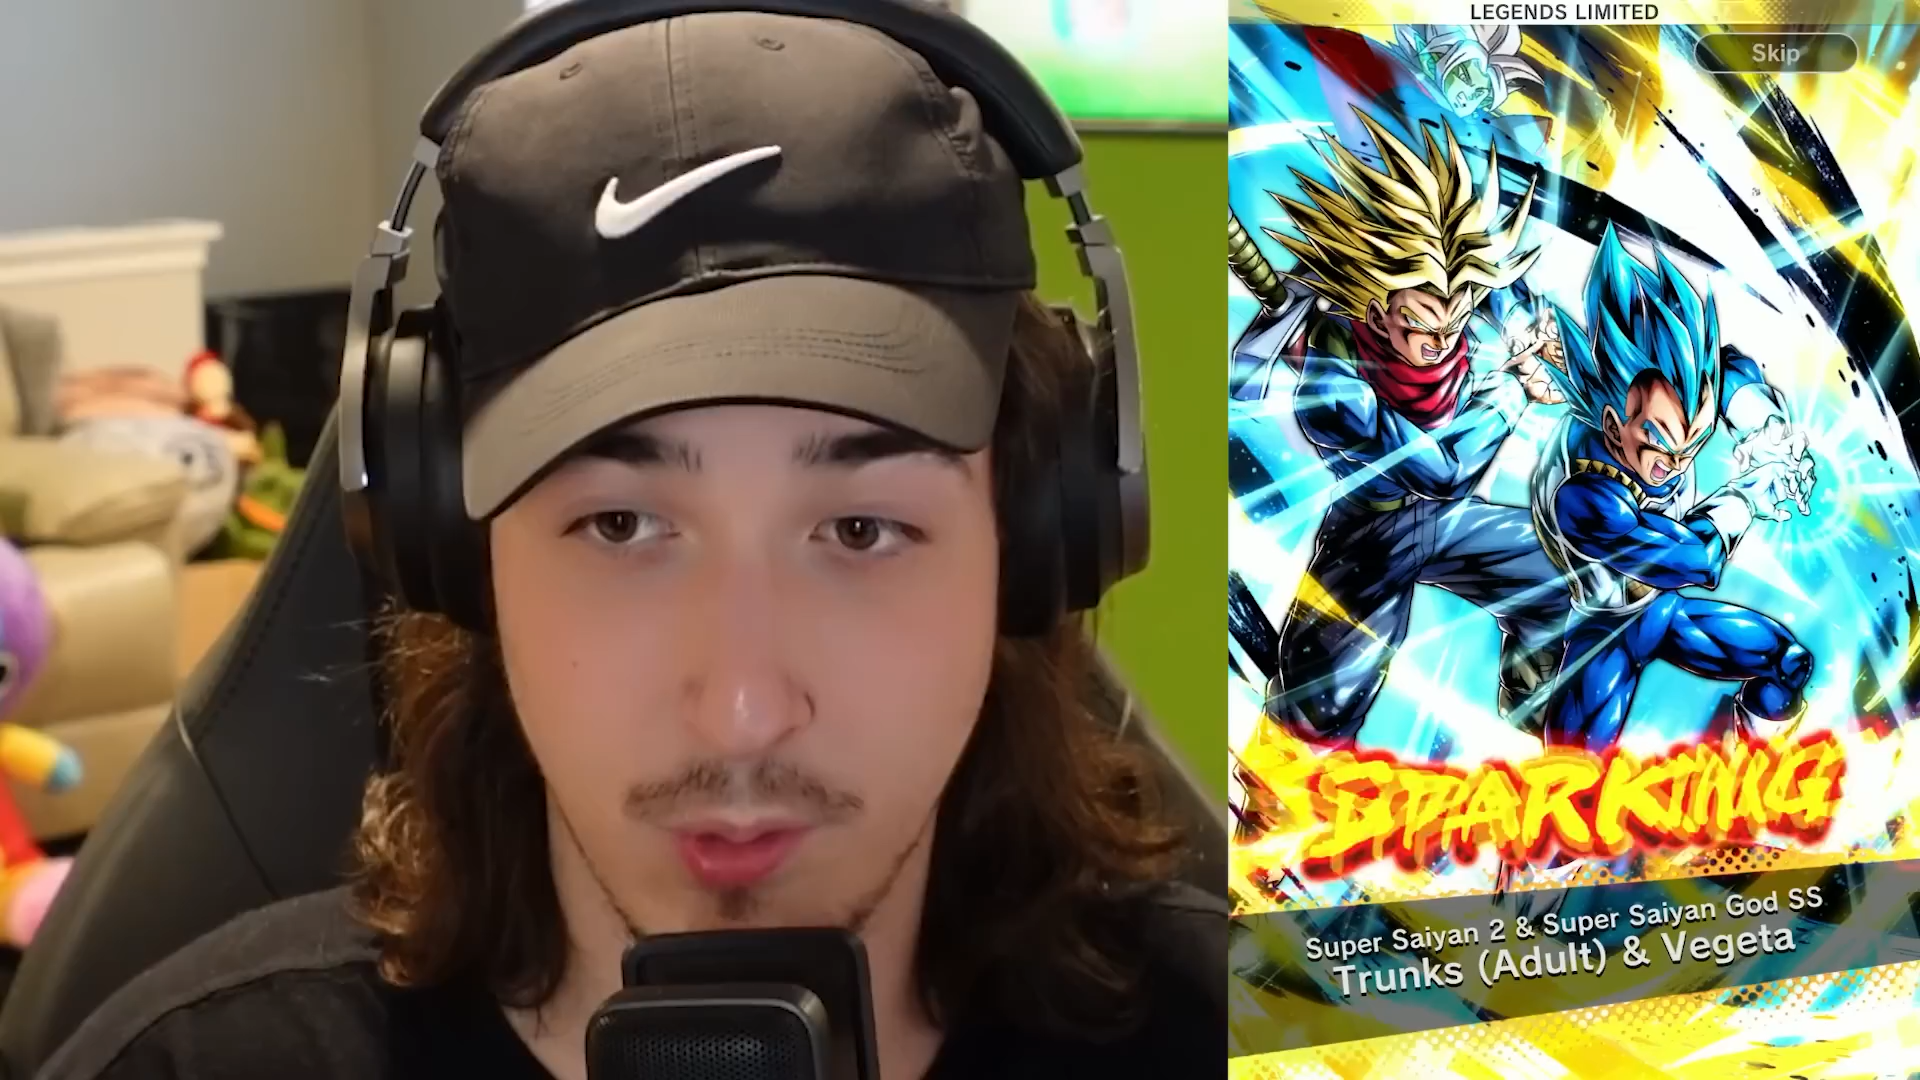 LEGENDS LIMITED
Skip
SPARKING
Super Saiyan 2 & Super Saiyan God SS
Trunks (Adult) & Vegeta